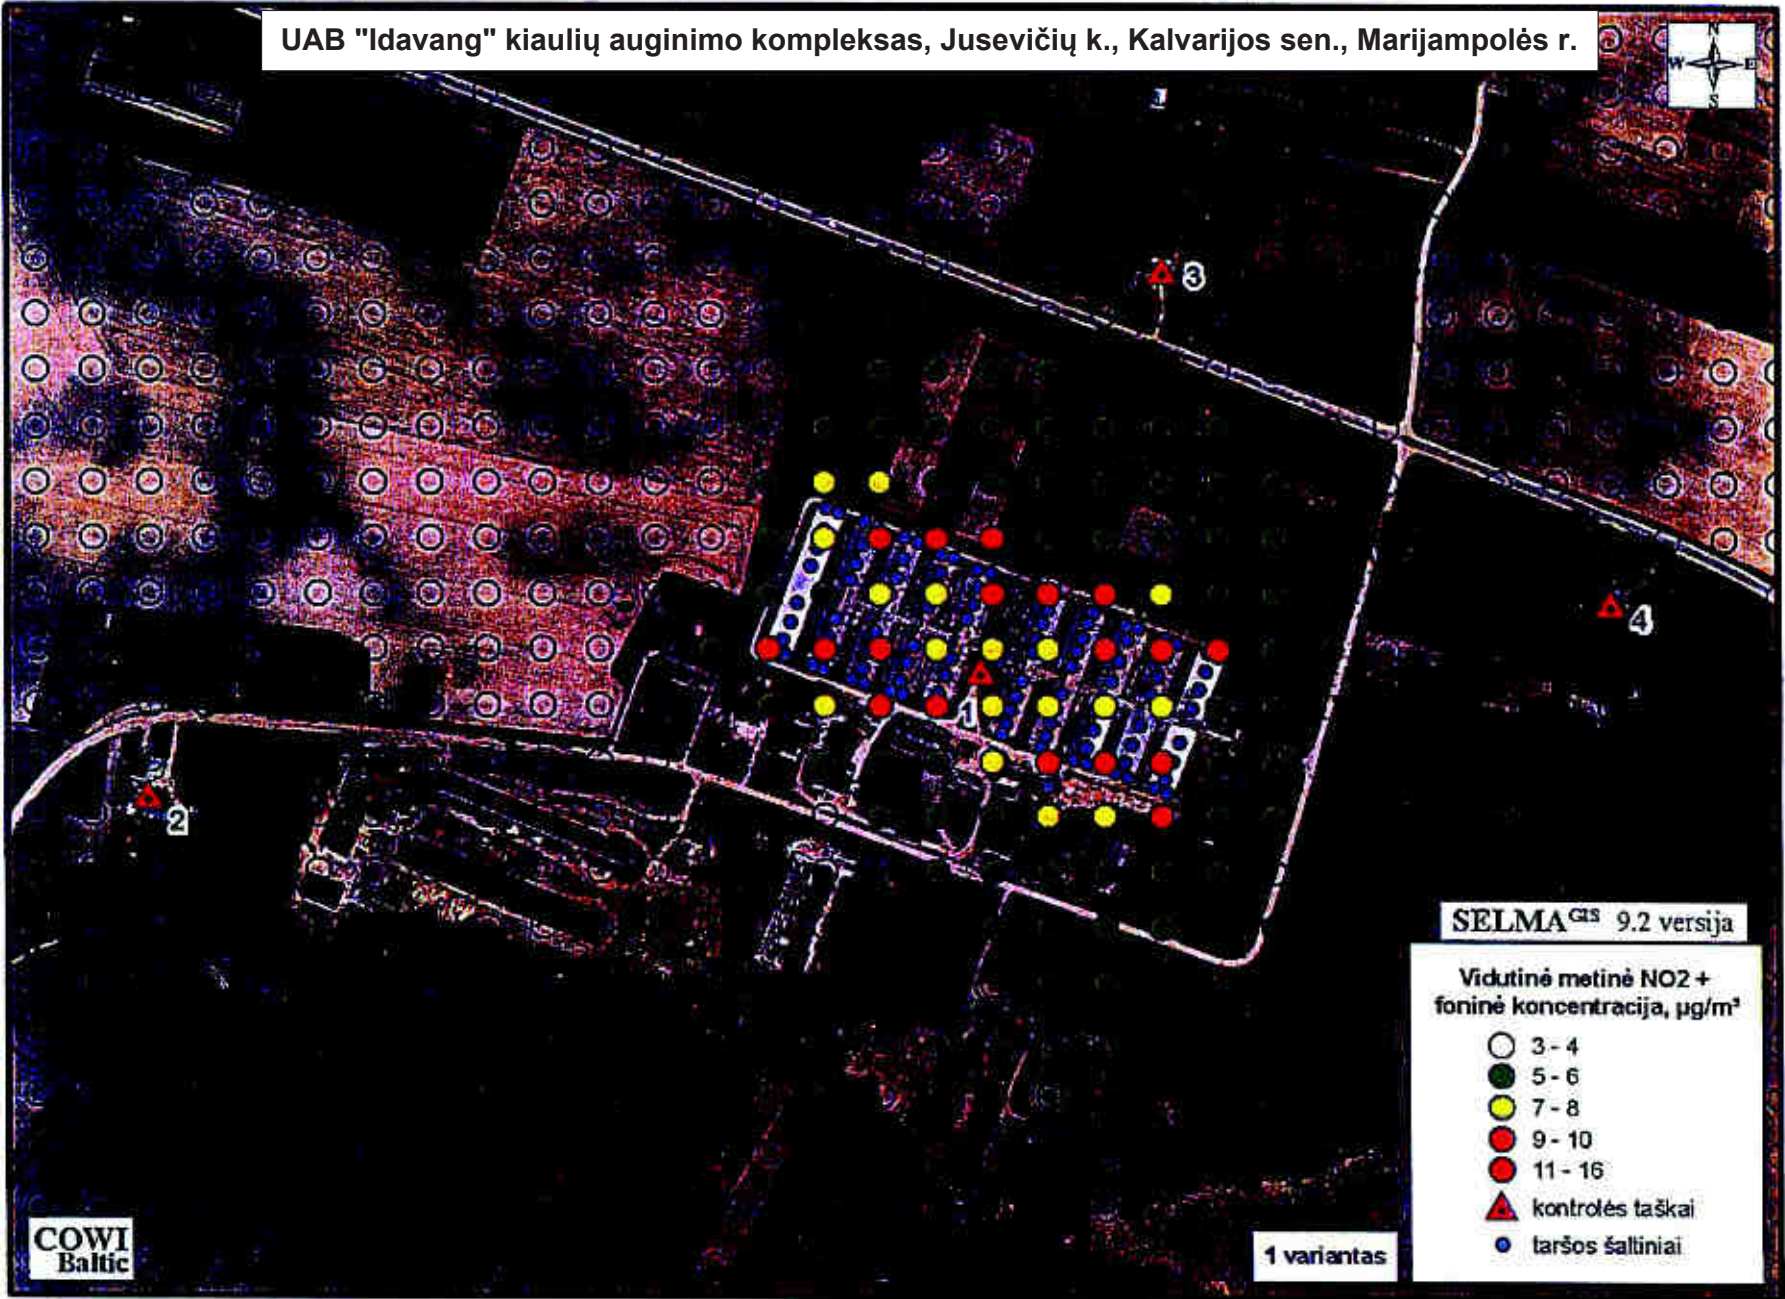 UAB "Idavang" kiaulių auginimo kompleksas, Jusevičių k., Kalvarijos sen., Marijampolės r.
N
W E
S
3
4
1
2
SELMA GIS 9.2 versija
Vidutinė metinė NO2 +
foninė koncentracija, µg/m³
3 - 4
5 - 6
7 - 8
9 - 10
11 - 16
kontrolės taškai
taršos šaltiniai
1 variantas
COWI
Baltic